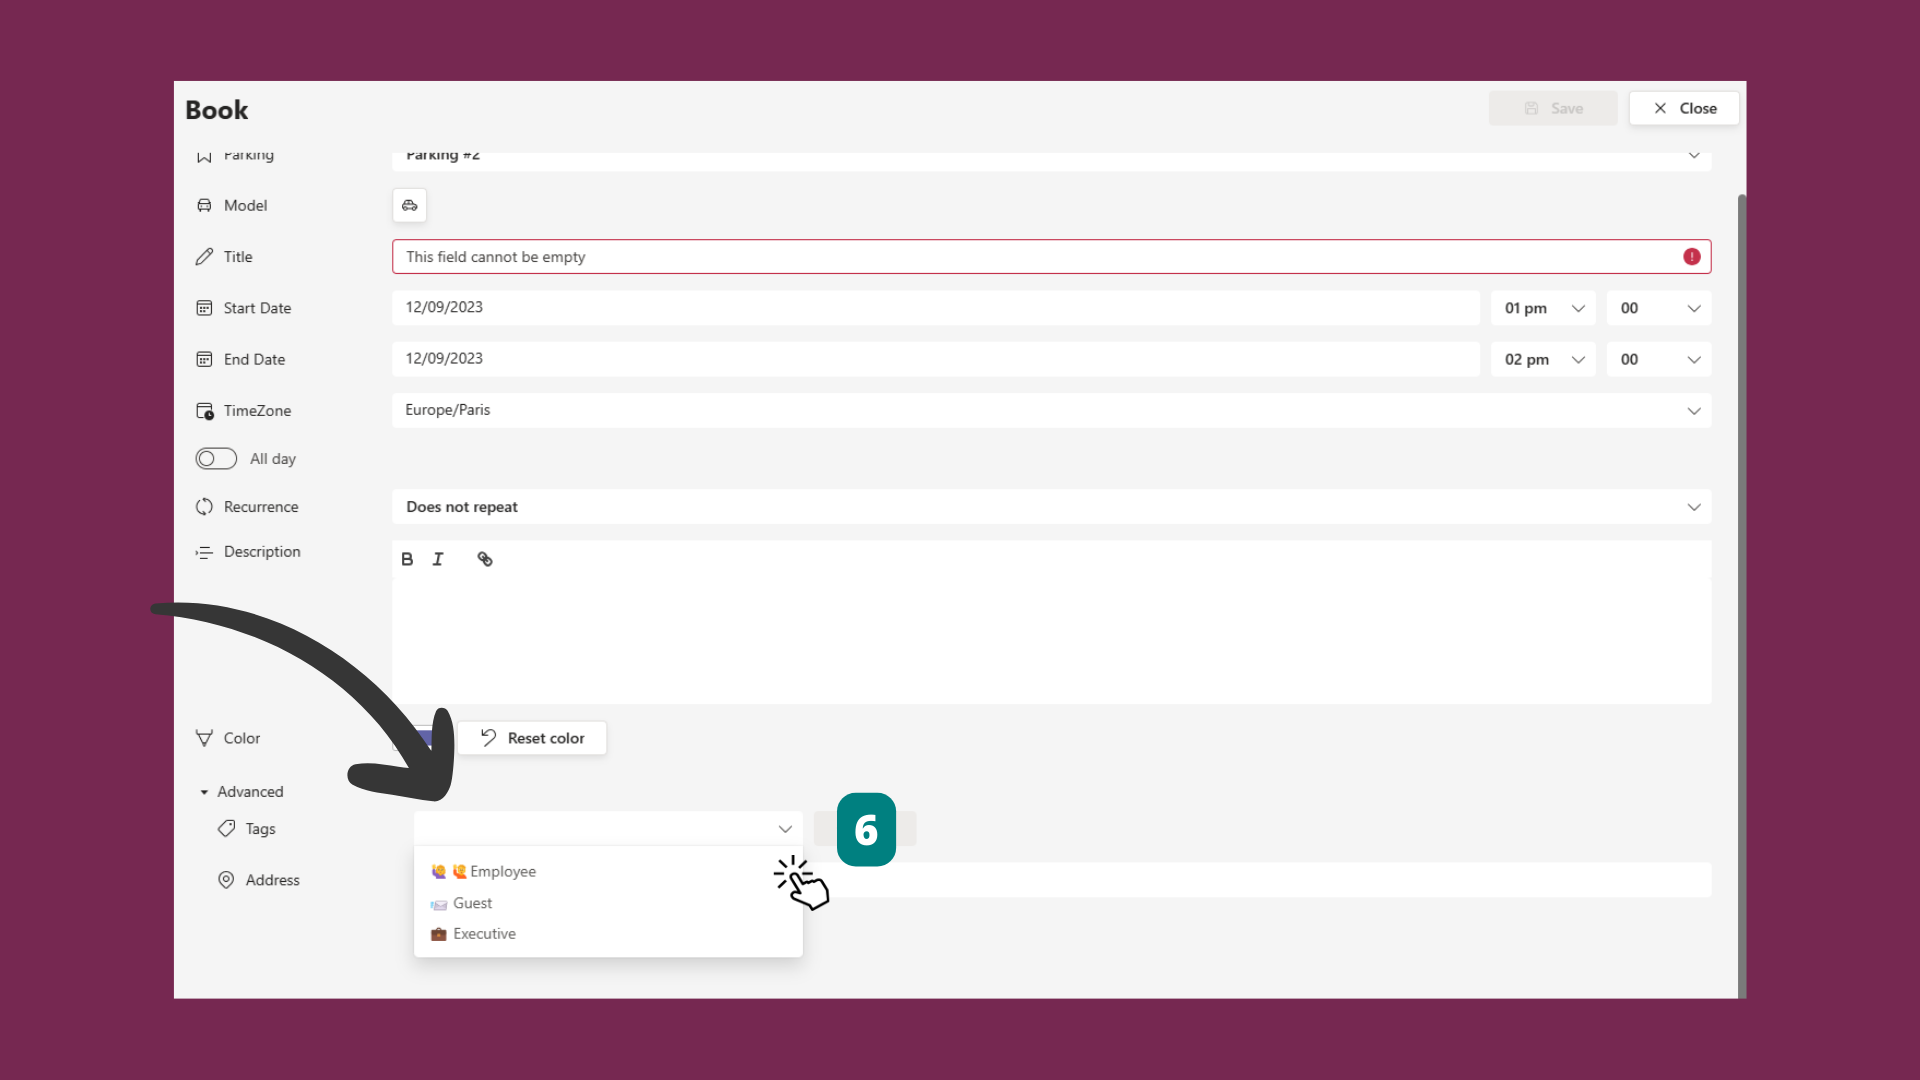 Book
Save
Close
Parking
Parking #2
Model
Title
This field cannot be empty
Start Date
12/09/2023
01 pm
00
End Date
12/09/2023
02 pm
00
TimeZone
Europe/Paris
All day
Recurrence
Does not repeat
Description
B I
Color
Reset color
Advanced
Tags
6
Employee
Address
Guest
Executive